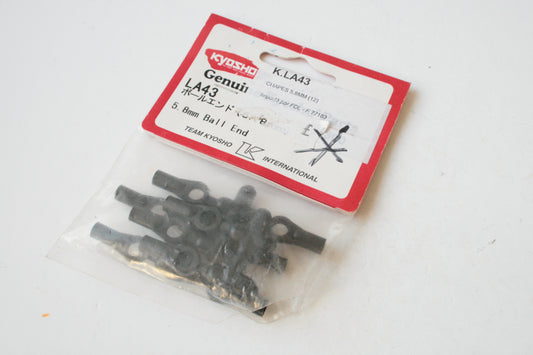 KYOSHO
Genuin
K.LA43
CHAPES 5.8MM (12)
LA43
ボールエンド
5.8mm Ball End
TEAM KYOSHO
INTERNATIONAL